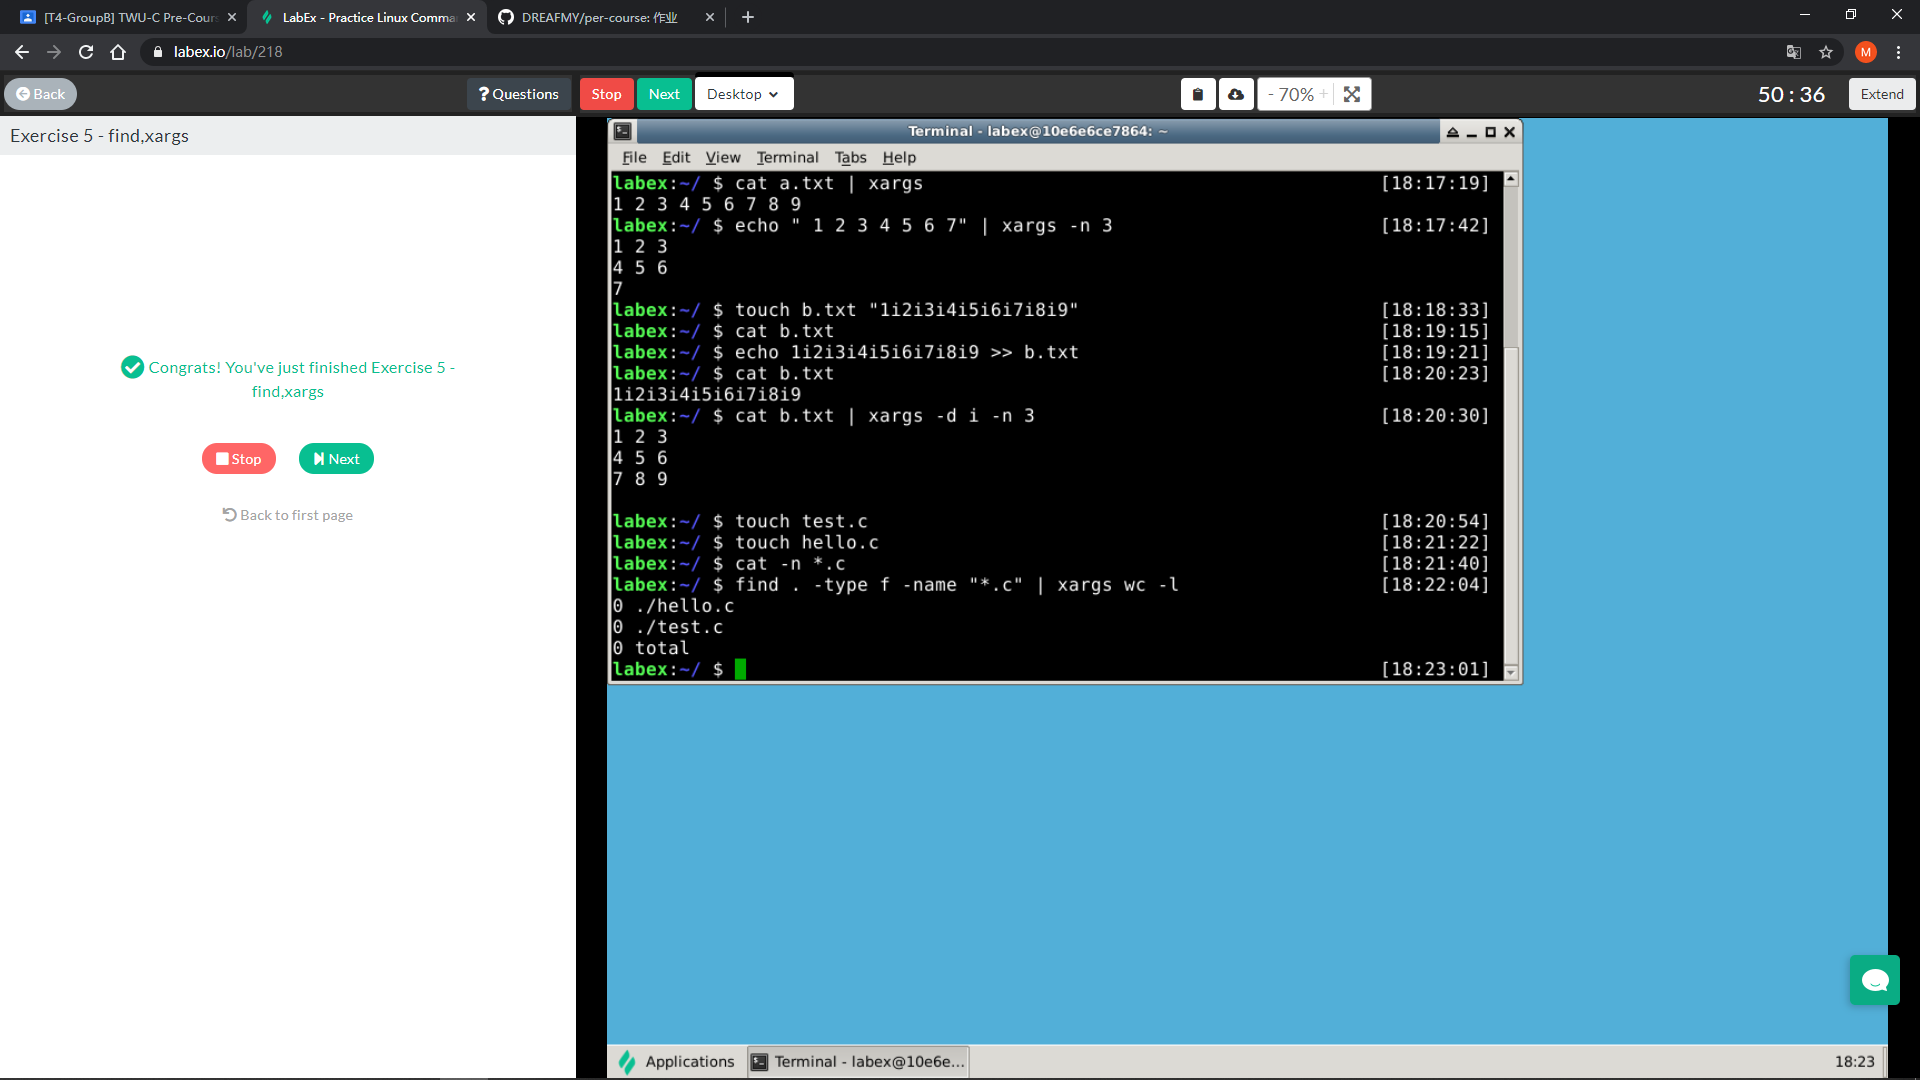 [T4-GroupB] TWU-C Pre-Cour
LabEx - Practice Linux Comma
DREAFMY/per-course: 作业
labex.io/lab/218
M
Back
? Questions
Stop
Next
Desktop
- 70% +
50 : 36
Extend
Exercise 5 - find,xargs
Congrats! You've just finished Exercise 5 -
find,xargs
Stop
Next
Back to first page
Terminal - labex@10e6e6ce7864: ~
File Edit View Terminal Tabs Help
labex:~/ $ cat a.txt | xargs [18:17:19]
1 2 3 4 5 6 7 8 9
labex:~/ $ echo " 1 2 3 4 5 6 7" | xargs -n 3 [18:17:42]
1 2 3
4 5 6
7
labex:~/ $ touch b.txt "1i2i3i4i5i6i7i8i9" [18:18:33]
labex:~/ $ cat b.txt [18:19:15]
labex:~/ $ echo 1i2i3i4i5i6i7i8i9 >> b.txt [18:19:21]
labex:~/ $ cat b.txt [18:20:23]
1i2i3i4i5i6i7i8i9
labex:~/ $ cat b.txt | xargs -d i -n 3 [18:20:30]
1 2 3
4 5 6
7 8 9
labex:~/ $ touch test.c [18:20:54]
labex:~/ $ touch hello.c [18:21:22]
labex:~/ $ cat -n *.c [18:21:40]
labex:~/ $ find . -type f -name "*.c" | xargs wc -l [18:22:04]
0 ./hello.c
0 ./test.c
0 total
labex:~/ $ [18:23:01]
Applications
Terminal - labex@10e6e...
18:23